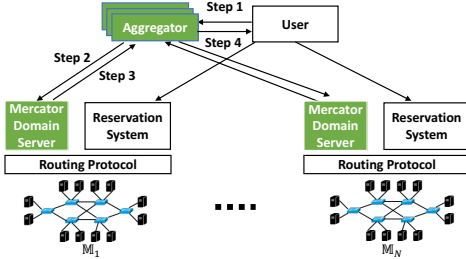 Step 1
Aggregator
User
Step 2
Step 4
Step 3
Mercator
Domain
Server
Reservation
System
Mercator
Domain
Server
Reservation
System
Routing Protocol
Routing Protocol
𝕄1
𝕄N